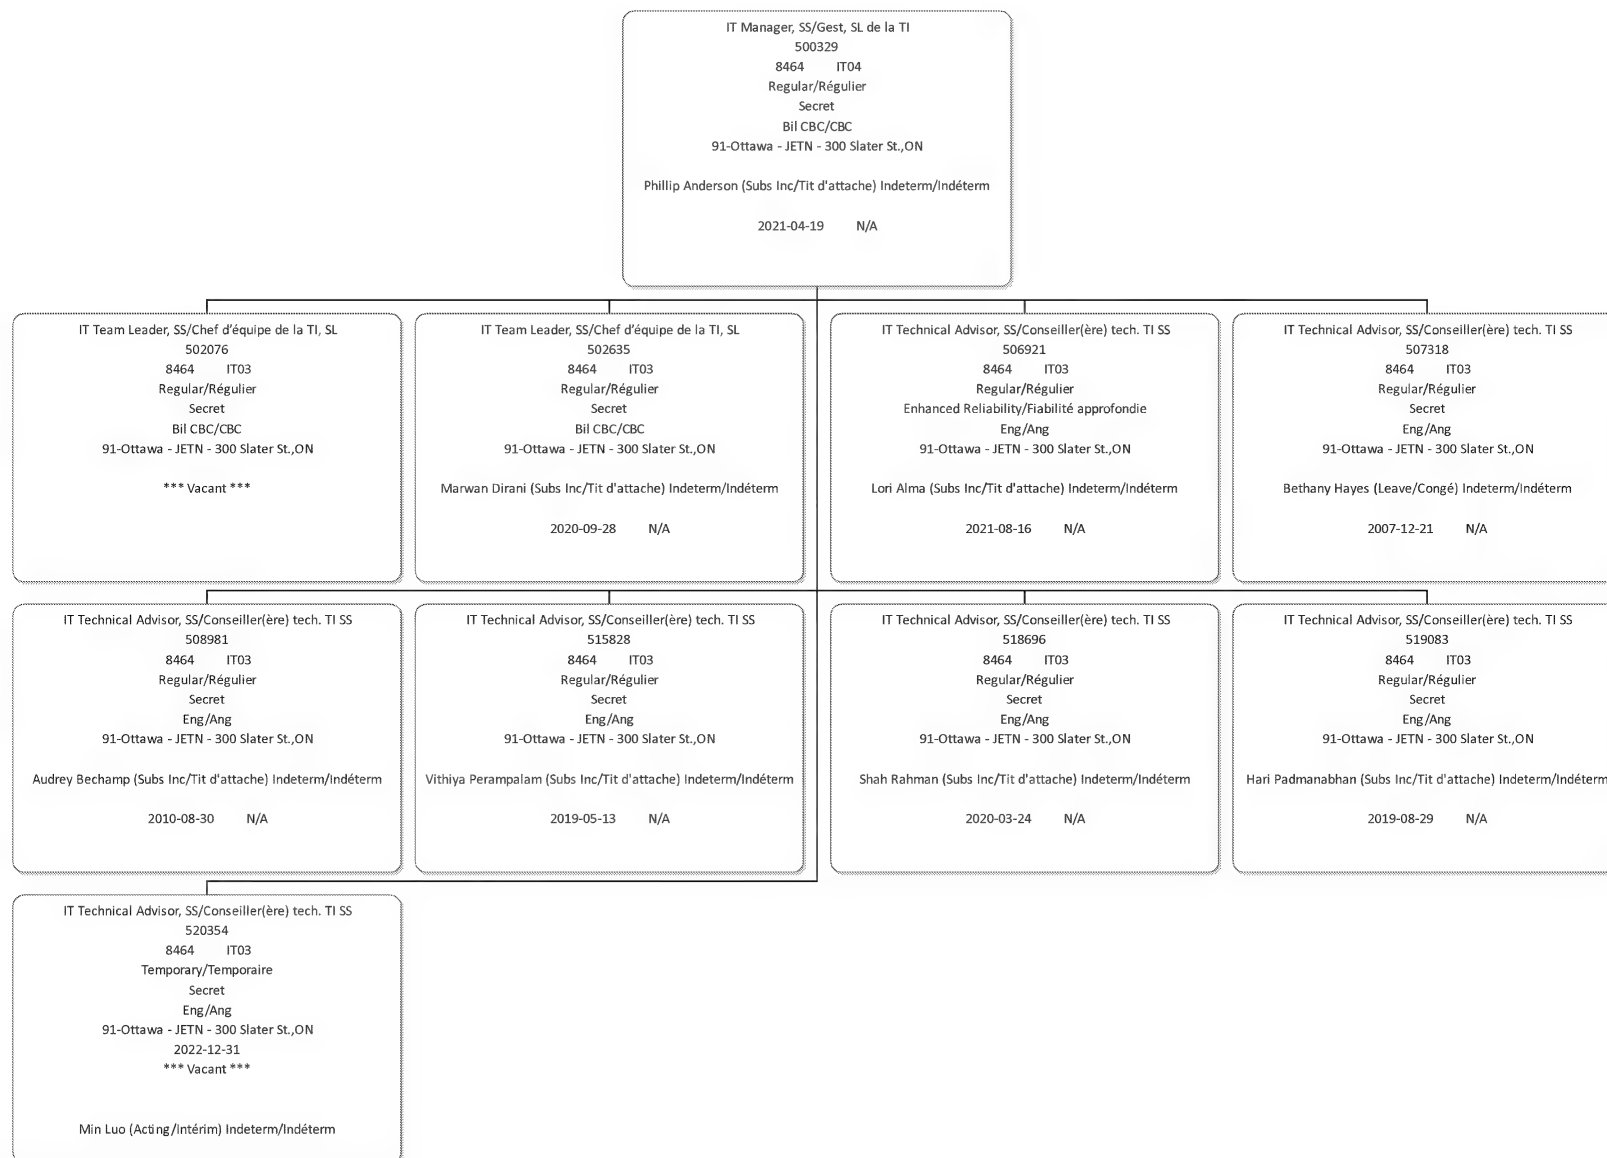 IT Manager, SS/Gest, SL de la TI
500329
8464 IT04
Regular/Régulier
Secret
Bil CBC/CBC
91-Ottawa - JETN - 300 Slater St.,ON
Phillip Anderson (Subs Inc/Tit d'attache) Indeterm/Indéterm
2021-04-19 N/A
IT Team Leader, SS/Chef d'équipe de la TI, SL
502076
8464 IT03
Regular/Régulier
Secret
Bil CBC/CBC
91-Ottawa - JETN - 300 Slater St.,ON
*** Vacant ***
IT Team Leader, SS/Chef d'équipe de la TI, SL
502635
8464 IT03
Regular/Régulier
Secret
Bil CBC/CBC
91-Ottawa - JETN - 300 Slater St.,ON
Marwan Dirani (Subs Inc/Tit d'attache) Indeterm/Indéterm
2020-09-28 N/A
IT Technical Advisor, SS/Conseiller(ère) tech. TI SS
506921
8464 IT03
Regular/Régulier
Enhanced Reliability/Fiabilité approfondie
Eng/Ang
91-Ottawa - JETN - 300 Slater St.,ON
Lori Alma (Subs Inc/Tit d'attache) Indeterm/Indéterm
2021-08-16 N/A
IT Technical Advisor, SS/Conseiller(ère) tech. TI SS
507318
8464 IT03
Regular/Régulier
Secret
Eng/Ang
91-Ottawa - JETN - 300 Slater St.,ON
Bethany Hayes (Leave/Congé) Indeterm/Indéterm
2007-12-21 N/A
IT Technical Advisor, SS/Conseiller(ère) tech. TI SS
508981
8464 IT03
Regular/Régulier
Secret
Eng/Ang
91-Ottawa - JETN - 300 Slater St.,ON
Audrey Bechamp (Subs Inc/Tit d'attache) Indeterm/Indéterm
2010-08-30 N/A
IT Technical Advisor, SS/Conseiller(ère) tech. TI SS
515828
8464 IT03
Regular/Régulier
Secret
Eng/Ang
91-Ottawa - JETN - 300 Slater St.,ON
Vithiya Perampalam (Subs Inc/Tit d'attache) Indeterm/Indéterm
2019-05-13 N/A
IT Technical Advisor, SS/Conseiller(ère) tech. TI SS
518696
8464 IT03
Regular/Régulier
Secret
Eng/Ang
91-Ottawa - JETN - 300 Slater St.,ON
Shah Rahman (Subs Inc/Tit d'attache) Indeterm/Indéterm
2020-03-24 N/A
IT Technical Advisor, SS/Conseiller(ère) tech. TI SS
519083
8464 IT03
Regular/Régulier
Secret
Eng/Ang
91-Ottawa - JETN - 300 Slater St.,ON
Hari Padmanabhan (Subs Inc/Tit d'attache) Indeterm/Indéterm
2019-08-29 N/A
IT Technical Advisor, SS/Conseiller(ère) tech. TI SS
520354
8464 IT03
Temporary/Temporaire
Secret
Eng/Ang
91-Ottawa - JETN - 300 Slater St.,ON
2022-12-31
*** Vacant ***
Min Luo (Acting/Intérim) Indeterm/Indéterm